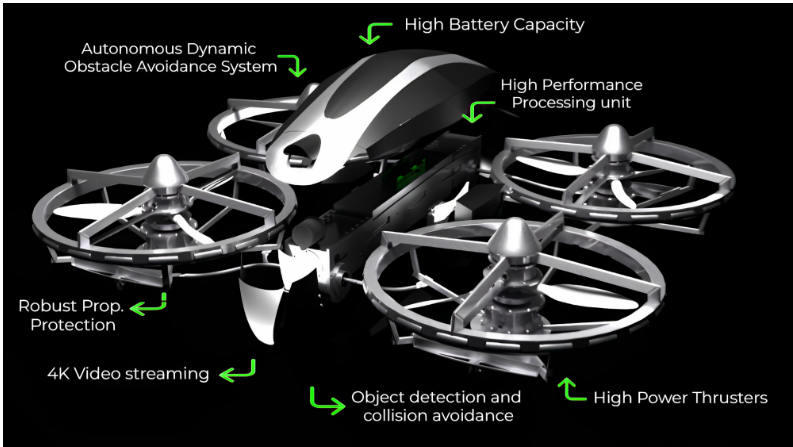 High Battery Capacity
Autonomous Dynamic
Obstacle Avoidance System
High Performance
Processing unit
Robust Prop.
Protection
4K Video streaming
Object detection and
collision avoidance
High Power Thrusters